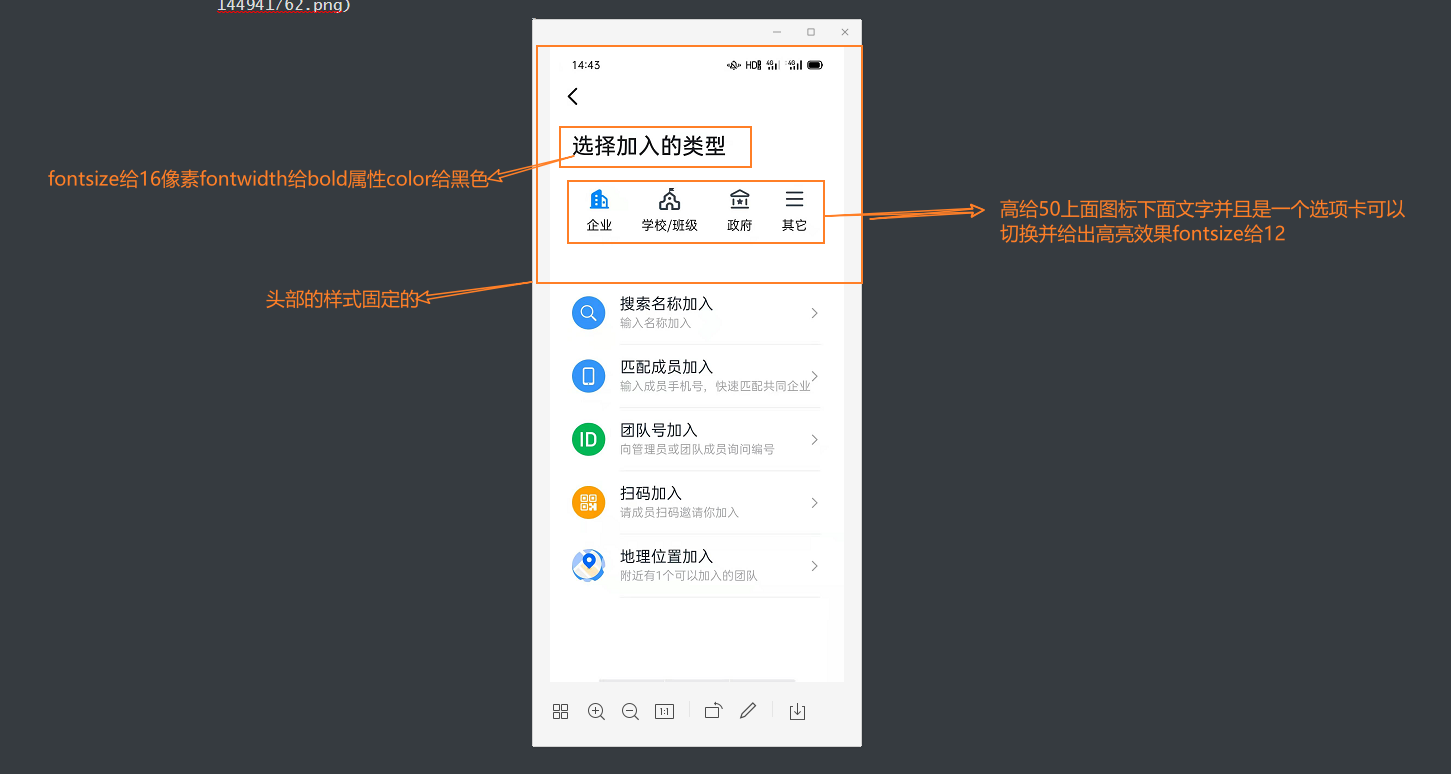 144941762.png)
14:43
HD 4G 4G
选择加入的类型
fontsize给16像素fontwidth给bold属性color给黑色
企业 学校/班级 政府 其它
高给50上面图标下面文字并且是一个选项卡可以
切换并给出高亮效果fontsize给12
头部的样式固定的
搜索名称加入
输入名称加入
匹配成员加入
输入成员手机号，快速匹配共同企业
ID
团队号加入
向管理员或团队成员询问编号
扫码加入
请成员扫码邀请你加入
地理位置加入
附近有1个可以加入的团队
1:1